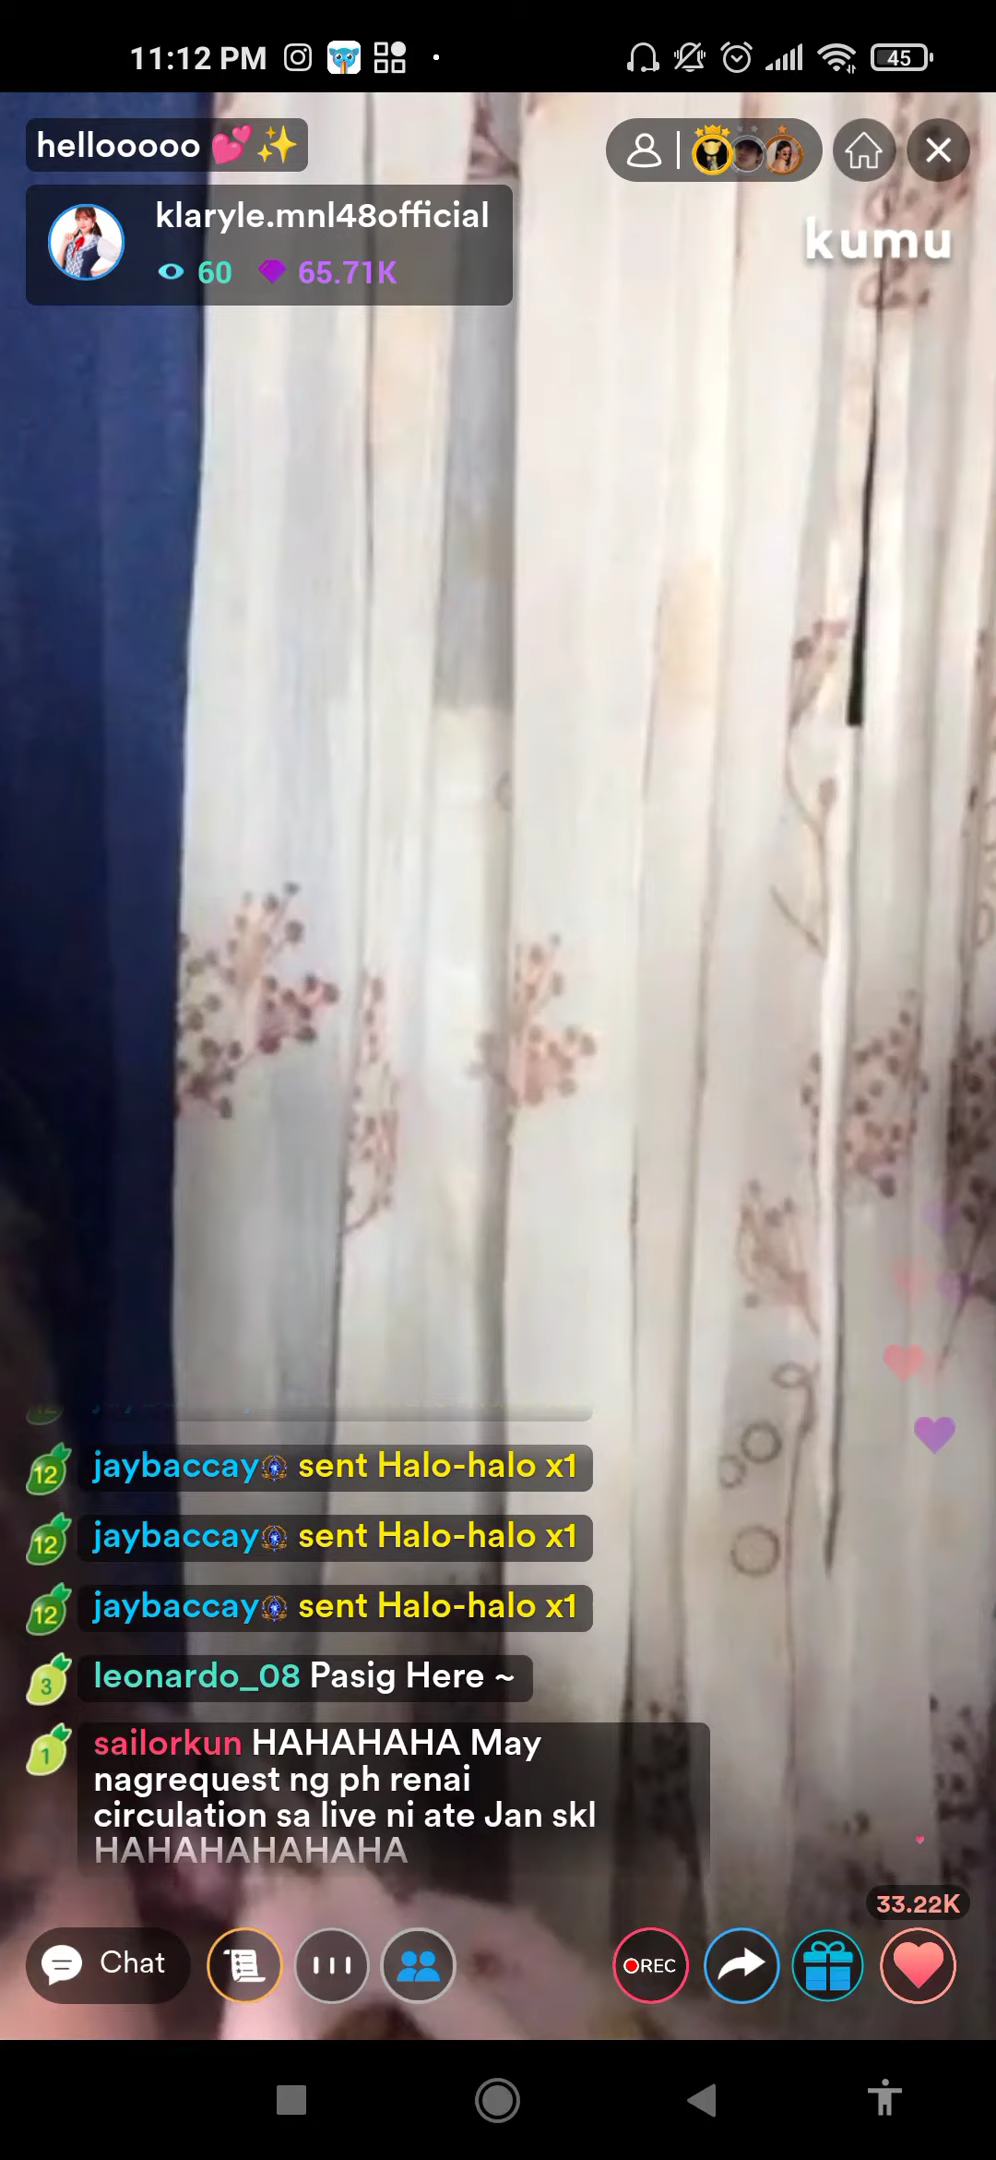 11:12 PM
45
hellooooo 💕✨
klaryle.mnl48official
60 65.71K
kumu
12 jaybaccay sent Halo-halo x1
12 jaybaccay sent Halo-halo x1
12 jaybaccay sent Halo-halo x1
3 leonardo_08 Pasig Here ~
1 sailorkun HAHAHAHA May
nagrequest ng ph renai
circulation sa live ni ate Jan skl
HAHAHAHAHAHA
33.22K
Chat
REC